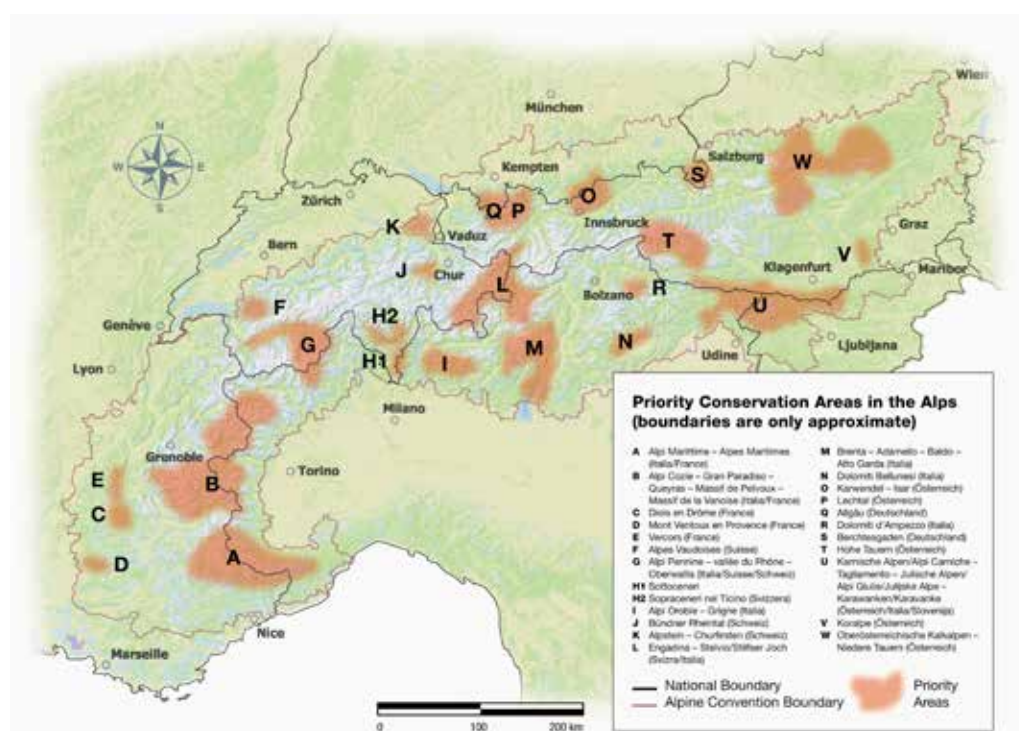 Wien
München
Salzburg
W
Kempten
S
O
Q P
Zürich
Innsbruck
K
Vaduz
Graz
T
Bern
V
J
Chur
Klagenfurt
Maribor
L
Bolzano
R
F
U
H2
Genève
G
N
Ljubljana
M
H1
I
Udine
Lyon
Milano
Grenoble
Torino
E
B
C
D
A
Nice
Marseille
N
W E
S
Priority Conservation Areas in the Alps
(boundaries are only approximate)
A Alpi Marittime – Alpes Maritimes
(Italia/France)
B Alpi Cozie – Gran Paradiso –
Queyras – Massif de Pelvoux –
Massif de la Vanoise (Italia/France)
C Diois en Drôme (France)
D Mont Ventoux en Provence (France)
E Vercors (France)
F Alpes Vaudoises (Suisse)
G Alpi Pennine – vallée du Rhône –
Oberwallis (Italia/Suisse/Schweiz)
H1 Sottoceneri
H2 Sopraceneri nel Ticino (Svizzera)
I Alpi Orobie – Grigne (Italia)
J Bündner Rheintal (Schweiz)
K Alpstein – Churfirsten (Schweiz)
L Engadina – Stelvio/Stilfser Joch
(Svizra/Italia)
M Brenta – Adamello – Baldo –
Alto Garda (Italia)
N Dolomiti Bellunesi (Italia)
O Karwendel – Isar (Österreich)
P Lechtal (Österreich)
Q Allgäu (Deutschland)
R Dolomiti d'Ampezzo (Italia)
S Berchtesgaden (Deutschland)
T Hohe Tauern (Österreich)
U Karnische Alpen/Alpi Carniche –
Tagliamento – Julische Alpen/
Alpi Giulie/Julijske Alpe –
Karawanken/Karavanke
(Österreich/Italia/Slovenija)
V Koralpe (Österreich)
W Oberösterreichische Kalkalpen –
Niedere Tauern (Österreich)
National Boundary
Alpine Convention Boundary
Priority
Areas
0 100 200 km